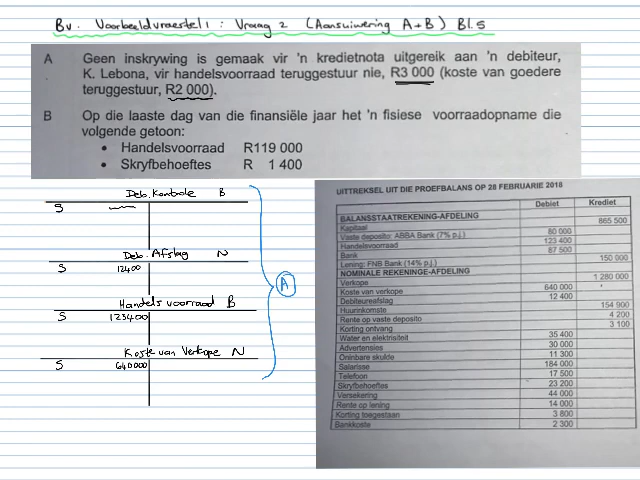 Bv. Voorbeeldvraestel 1 : Vraag 2 (Aansuiwering A+B) Bl.5
A Geen inskrywing is gemaak vir 'n kredietnota uitgereik aan 'n debiteur,
K. Lebona, vir handelsvoorraad teruggestuur nie, R3 000 (koste van goedere
teruggestuur, R2 000).
B Op die laaste dag van die finansiële jaar het 'n fisiese voorraadopname die
volgende getoon:
• Handelsvoorraad R119 000
• Skryfbehoeftes R 1 400
Deb. Kontrole B
S
Deb. Afslag N
S 12400
Handels voorraad B
S 123400
Koste van Verkope N
S 640000
A
UITTREKSEL UIT DIE PROEFBALANS OP 28 FEBRUARIE 2018
Debiet Krediet
BALANSSTAATREKENING-AFDELING
Kapitaal 865 500
Vaste deposito: ABBA Bank (7% p.j.) 80 000
Handelsvoorraad 123 400
Bank 87 500
Lening: FNB Bank (14% p.j.) 150 000
NOMINALE REKENINGE-AFDELING
Verkope 1 280 000
Koste van verkope 640 000
Debiteureafslag 12 400
Huurinkomste 154 900
Rente op vaste deposito 4 200
Korting ontvang 3 100
Water en elektrisiteit 35 400
Advertensies 30 000
Oninbare skulde 11 300
Salarisse 184 000
Telefoon 17 500
Skryfbehoeftes 23 200
Versekering 44 000
Rente op lening 14 000
Korting toegestaan 3 800
Bankkoste 2 300